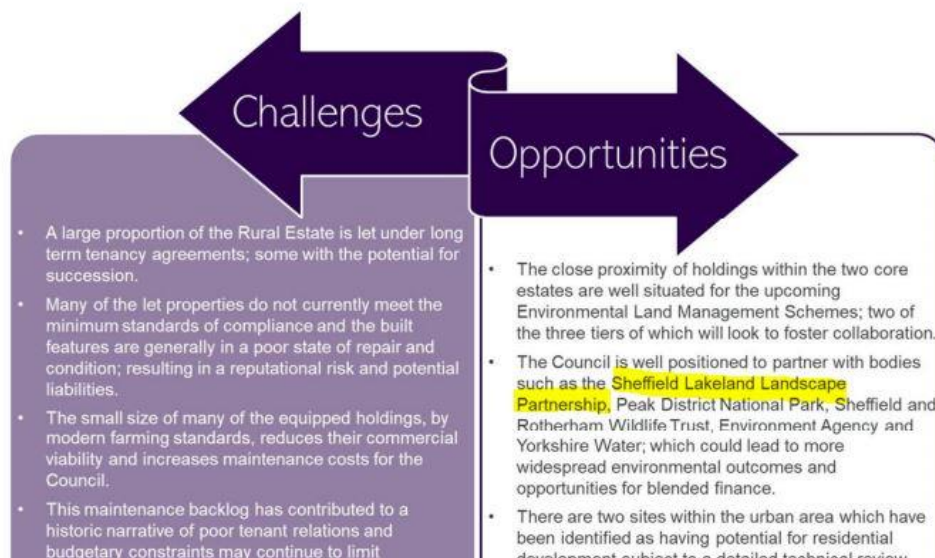 Challenges
Opportunities
• A large proportion of the Rural Estate is let under long
term tenancy agreements; some with the potential for
succession.
• Many of the let properties do not currently meet the
minimum standards of compliance and the built
features are generally in a poor state of repair and
condition; resulting in a reputational risk and potential
liabilities.
• The small size of many of the equipped holdings, by
modern farming standards, reduces their commercial
viability and increases maintenance costs for the
Council.
• This maintenance backlog has contributed to a
historic narrative of poor tenant relations and
budgetary constraints may continue to limit
• The close proximity of holdings within the two core
estates are well situated for the upcoming
Environmental Land Management Schemes; two of
the three tiers of which will look to foster collaboration.
• The Council is well positioned to partner with bodies
such as the Sheffield Lakeland Landscape
Partnership, Peak District National Park, Sheffield and
Rotherham Wildlife Trust, Environment Agency and
Yorkshire Water; which could lead to more
widespread environmental outcomes and
opportunities for blended finance.
• There are two sites within the urban area which have
been identified as having potential for residential
development subject to a detailed technical review